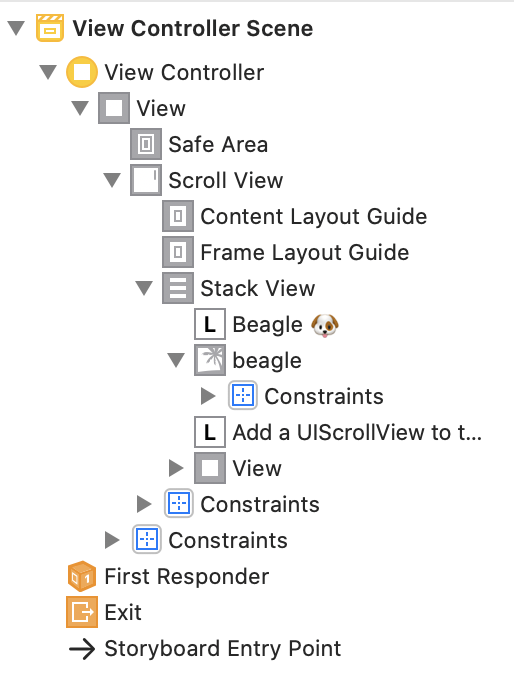 View Controller Scene
View Controller
View
Safe Area
Scroll View
Content Layout Guide
Frame Layout Guide
Stack View
L Beagle 🐶
beagle
Constraints
L Add a UIScrollView to t...
View
Constraints
Constraints
First Responder
Exit
Storyboard Entry Point